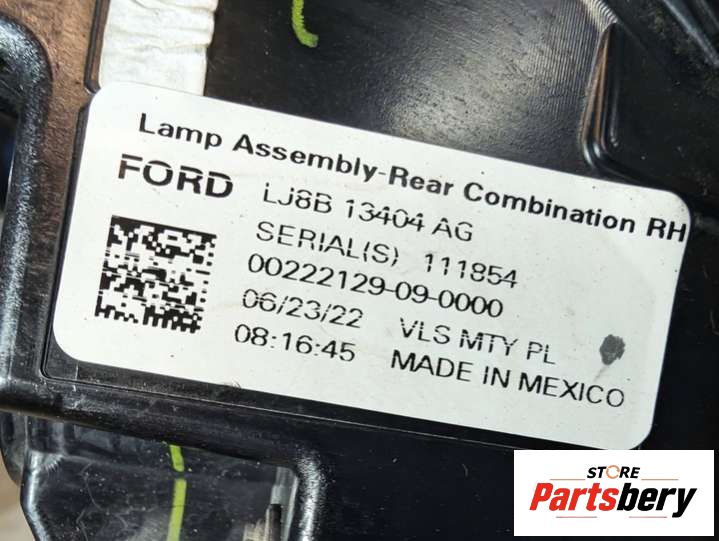 Lamp Assembly-Rear Combination RH
FORD LJ8B 13404 AG
SERIAL(S) 111854
00222129-09-0000
06/23/22 VLS MTY PL
08:16:45 MADE IN MEXICO
STORE
Partsbery